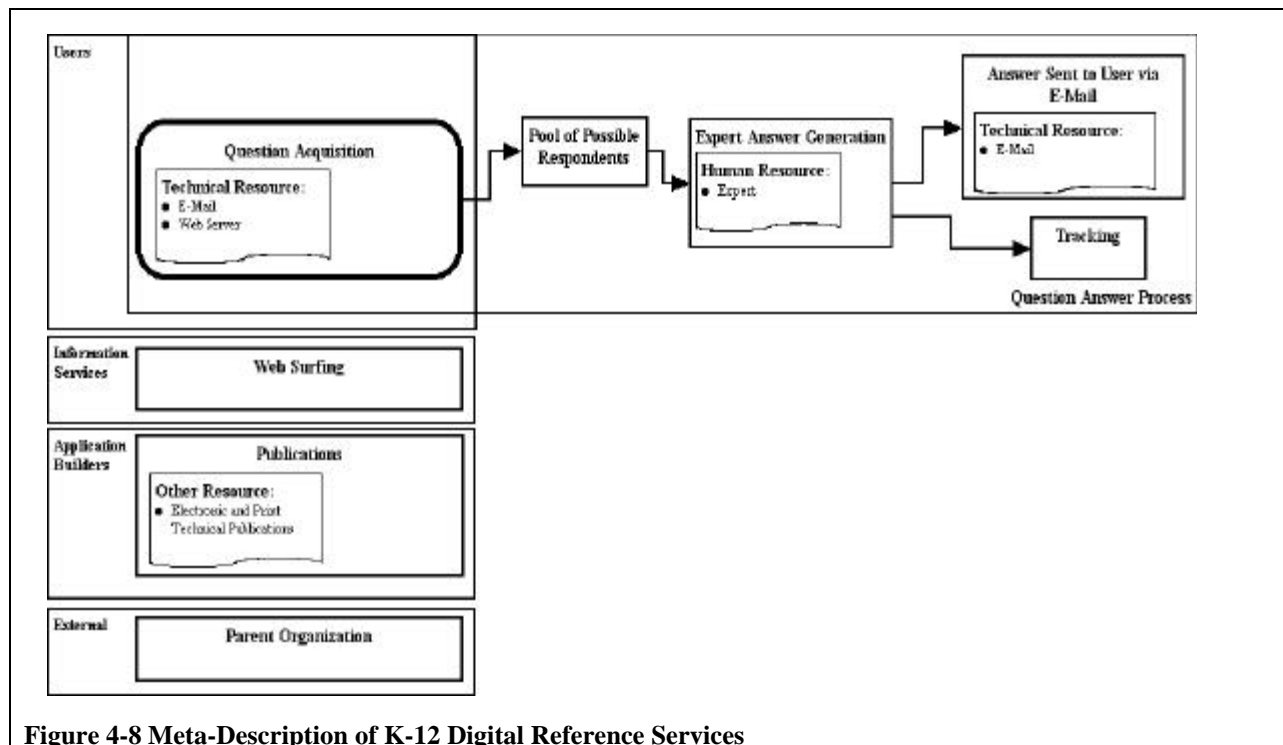 Users
Question Acquisition
Technical Resource:
● E-Mail
● Web Server
Pool of Possible
Respondents
Expert Answer Generation
Human Resource:
● Expert
Answer Sent to User via
E-Mail
Technical Resource:
● E-Mail
Tracking
Question Answer Process
Information
Services
Web Surfing
Application
Builders
Publications
Other Resource:
● Electronic and Print
Technical Publications
External
Parent Organization
Figure 4-8 Meta-Description of K-12 Digital Reference Services